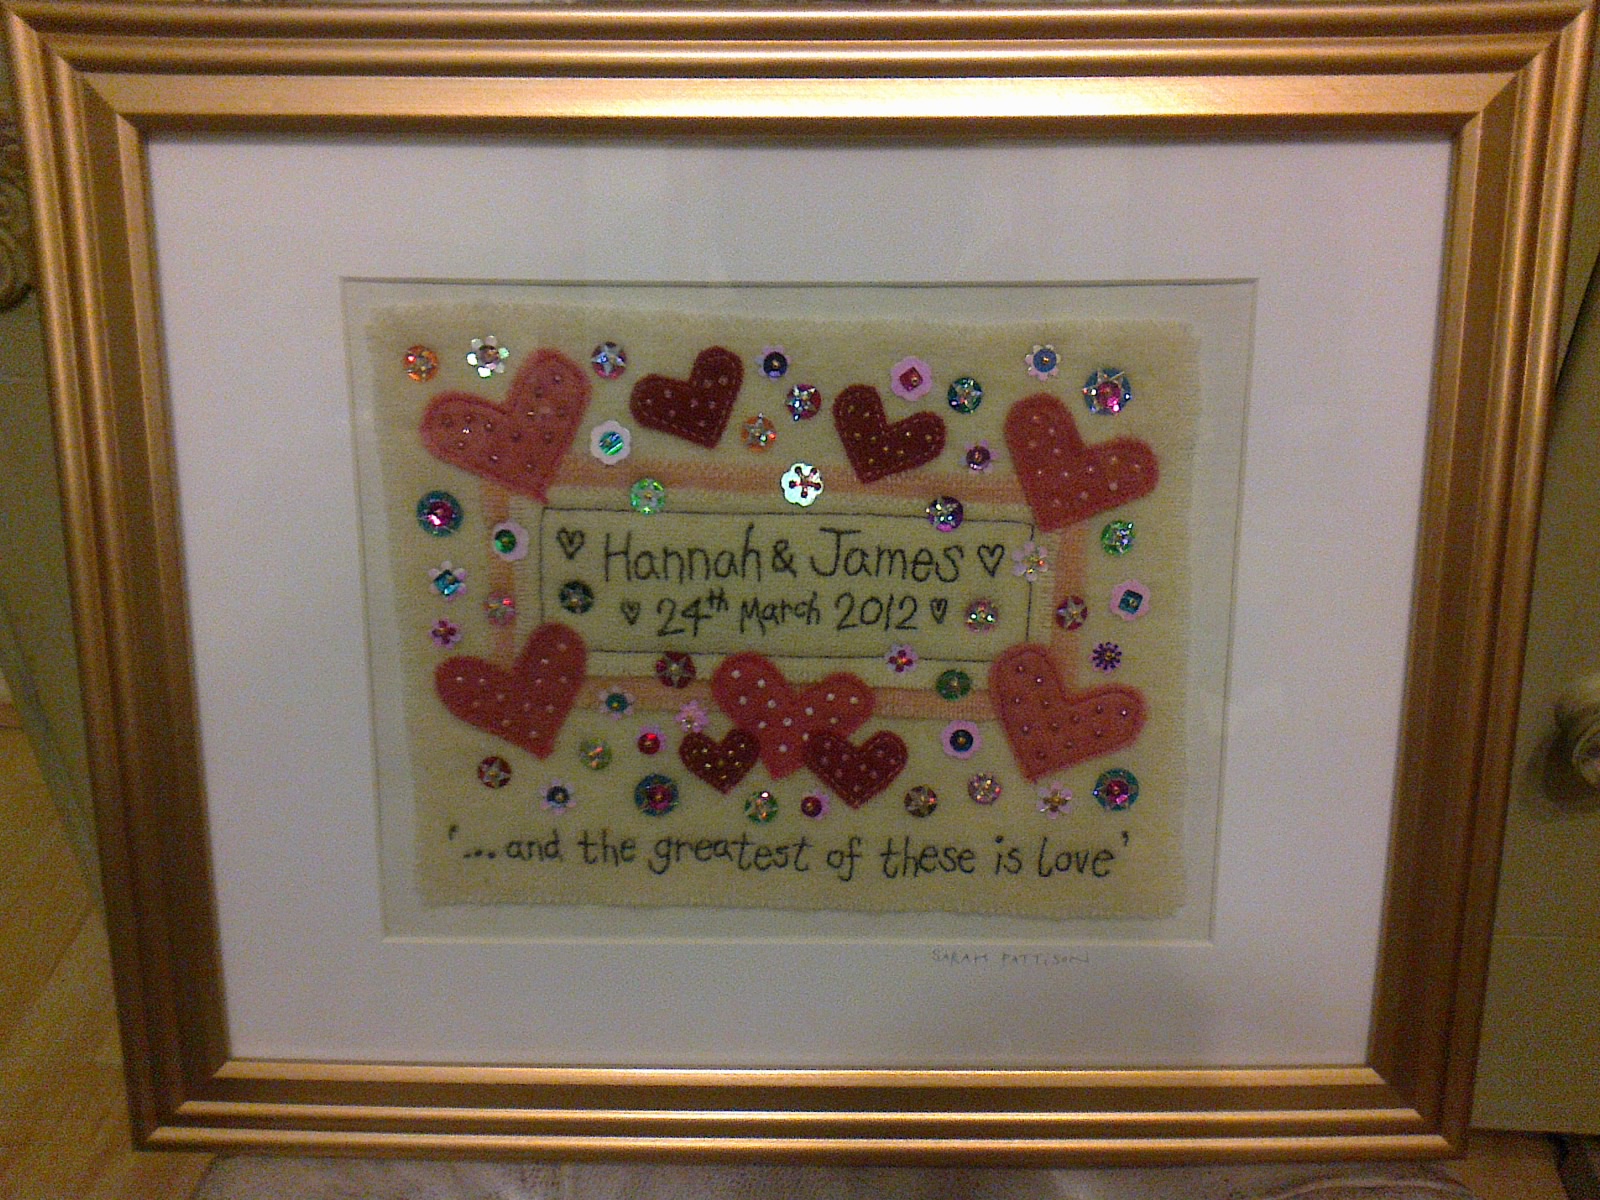 Hannah & James
24th March 2012
'...and the greatest of these is love'
SARAH PATTISON